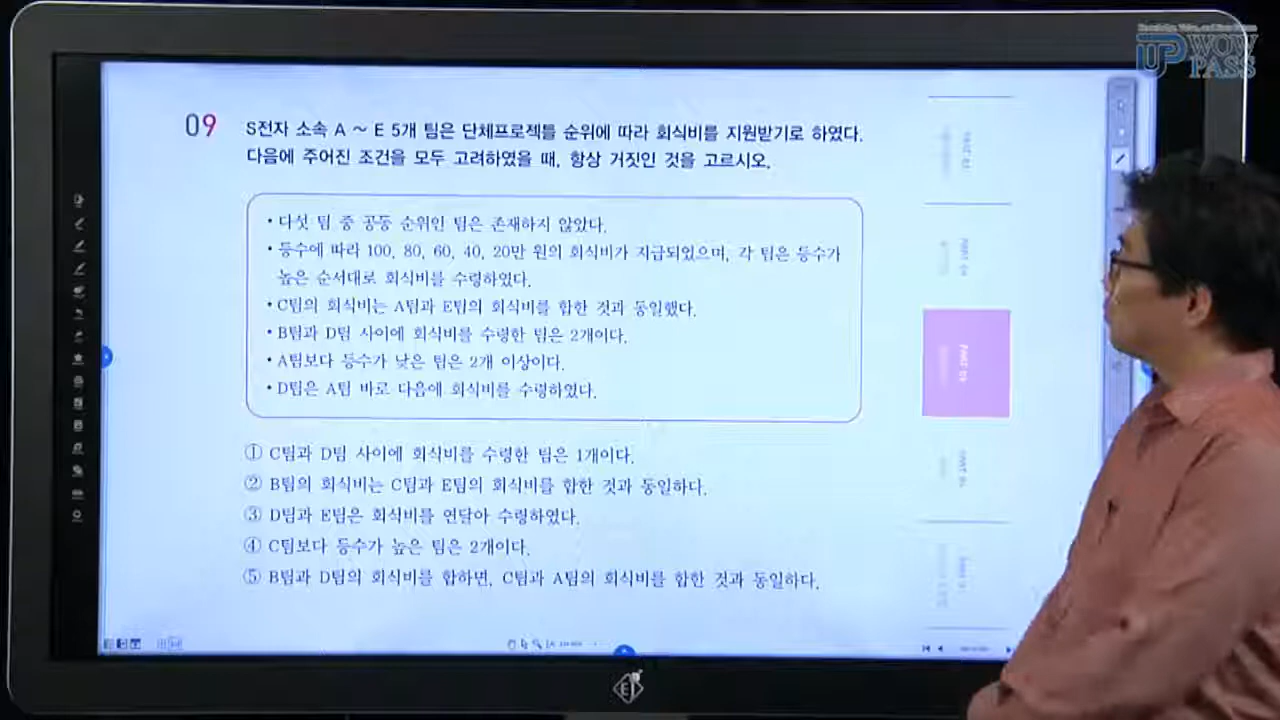 WOW
UP PASS
09 S전자 소속 A ~ E 5개 팀은 단체프로젝틀 순위에 따라 회식비를 지원받기로 하였다.
다음에 주어진 조건을 모두 고려하였을 때, 항상 거짓인 것을 고르시오.
• 다섯 팀 중 공동 순위인 팀은 존재하지 않았다.
• 등수에 따라 100, 80, 60, 40, 20만 원의 회식비가 지급되었으며, 각 팀은 등수가
높은 순서대로 회식비를 수령하였다.
• C팀의 회식비는 A팀과 E팀의 회식비를 합한 것과 동일했다.
• B팀과 D팀 사이에 회식비를 수령한 팀은 2개이다.
• A팀보다 등수가 낮은 팀은 2개 이상이다.
• D팀은 A팀 바로 다음에 회식비를 수령하였다.
① C팀과 D팀 사이에 회식비를 수령한 팀은 1개이다.
② B팀의 회식비는 C팀과 E팀의 회식비를 합한 것과 동일하다.
③ D팀과 E팀은 회식비를 연달아 수령하였다.
④ C팀보다 등수가 높은 팀은 2개이다.
⑤ B팀과 D팀의 회식비를 합하면, C팀과 A팀의 회식비를 합한 것과 동일하다.